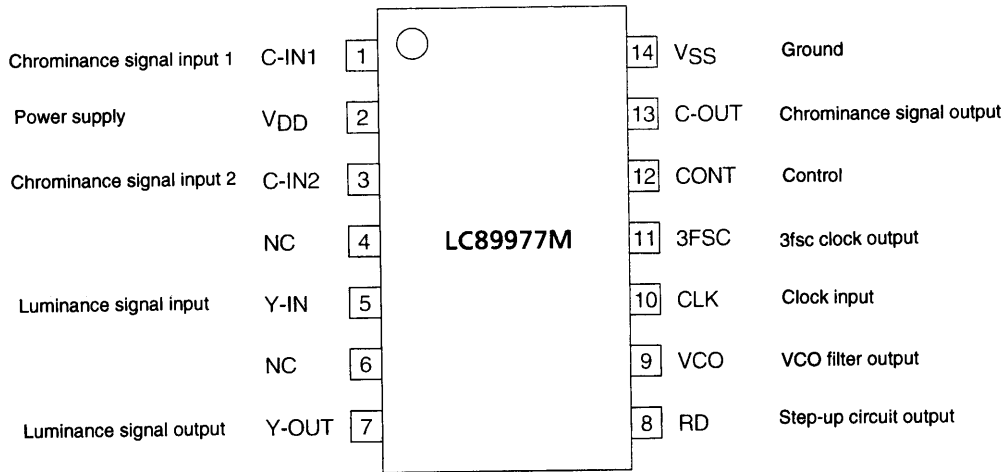 Chrominance signal input 1 C-IN1 1 14 VSS Ground
Power supply VDD 2 13 C-OUT Chrominance signal output
Chrominance signal input 2 C-IN2 3 12 CONT Control
NC 4 LC89977M 11 3FSC 3fsc clock output
Luminance signal input Y-IN 5 10 CLK Clock input
NC 6 9 VCO VCO filter output
Luminance signal output Y-OUT 7 8 RD Step-up circuit output